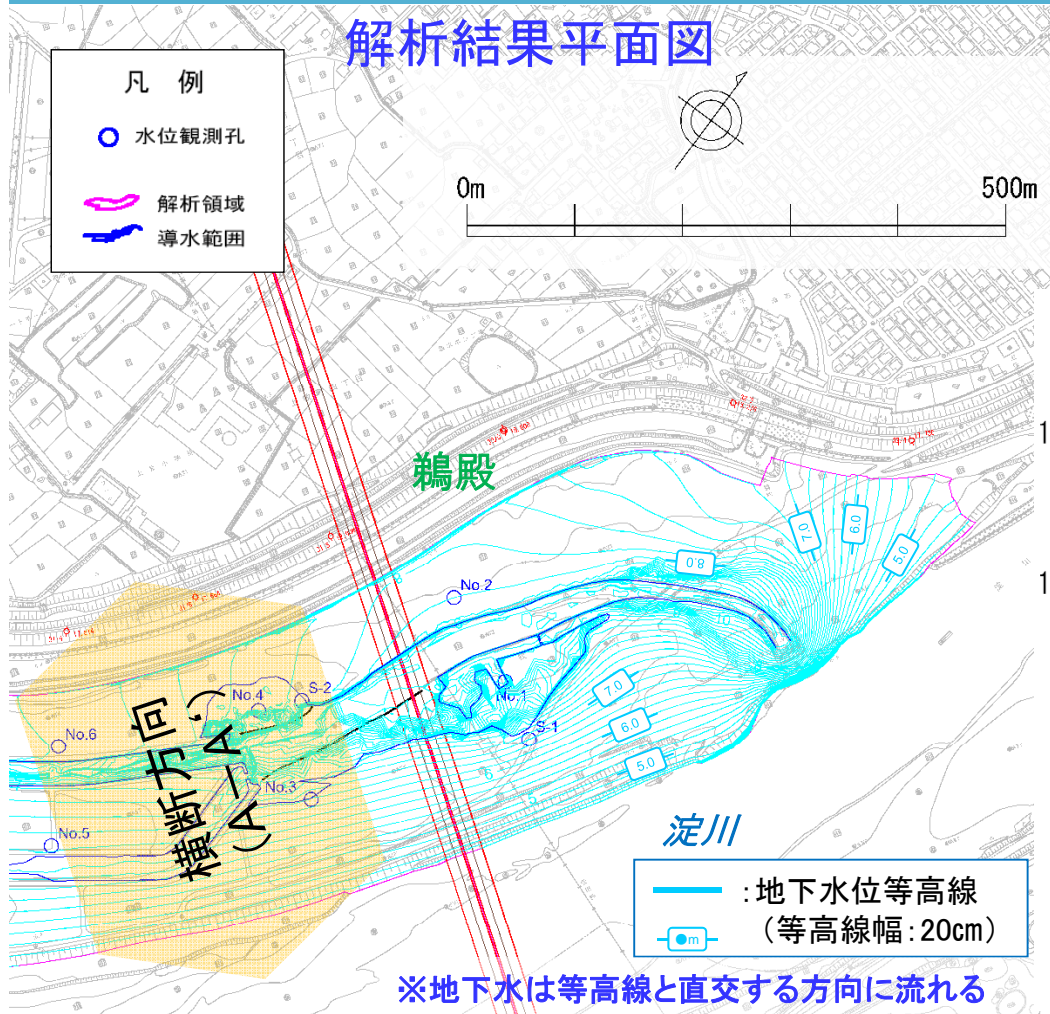 解析結果平面図
凡 例
水位観測孔
解析領域
導水範囲
0m
500m
1
鵜殿
7.0
6.0
5.0
8.0
No.2
1
No.1
S-2
No.4
S-1
7.0
6.0
5.0
No.6
No.3
No.5
横断方向
(A－A')
淀川
:地下水位等高線
●m
(等高線幅:20cm)
※地下水は等高線と直交する方向に流れる